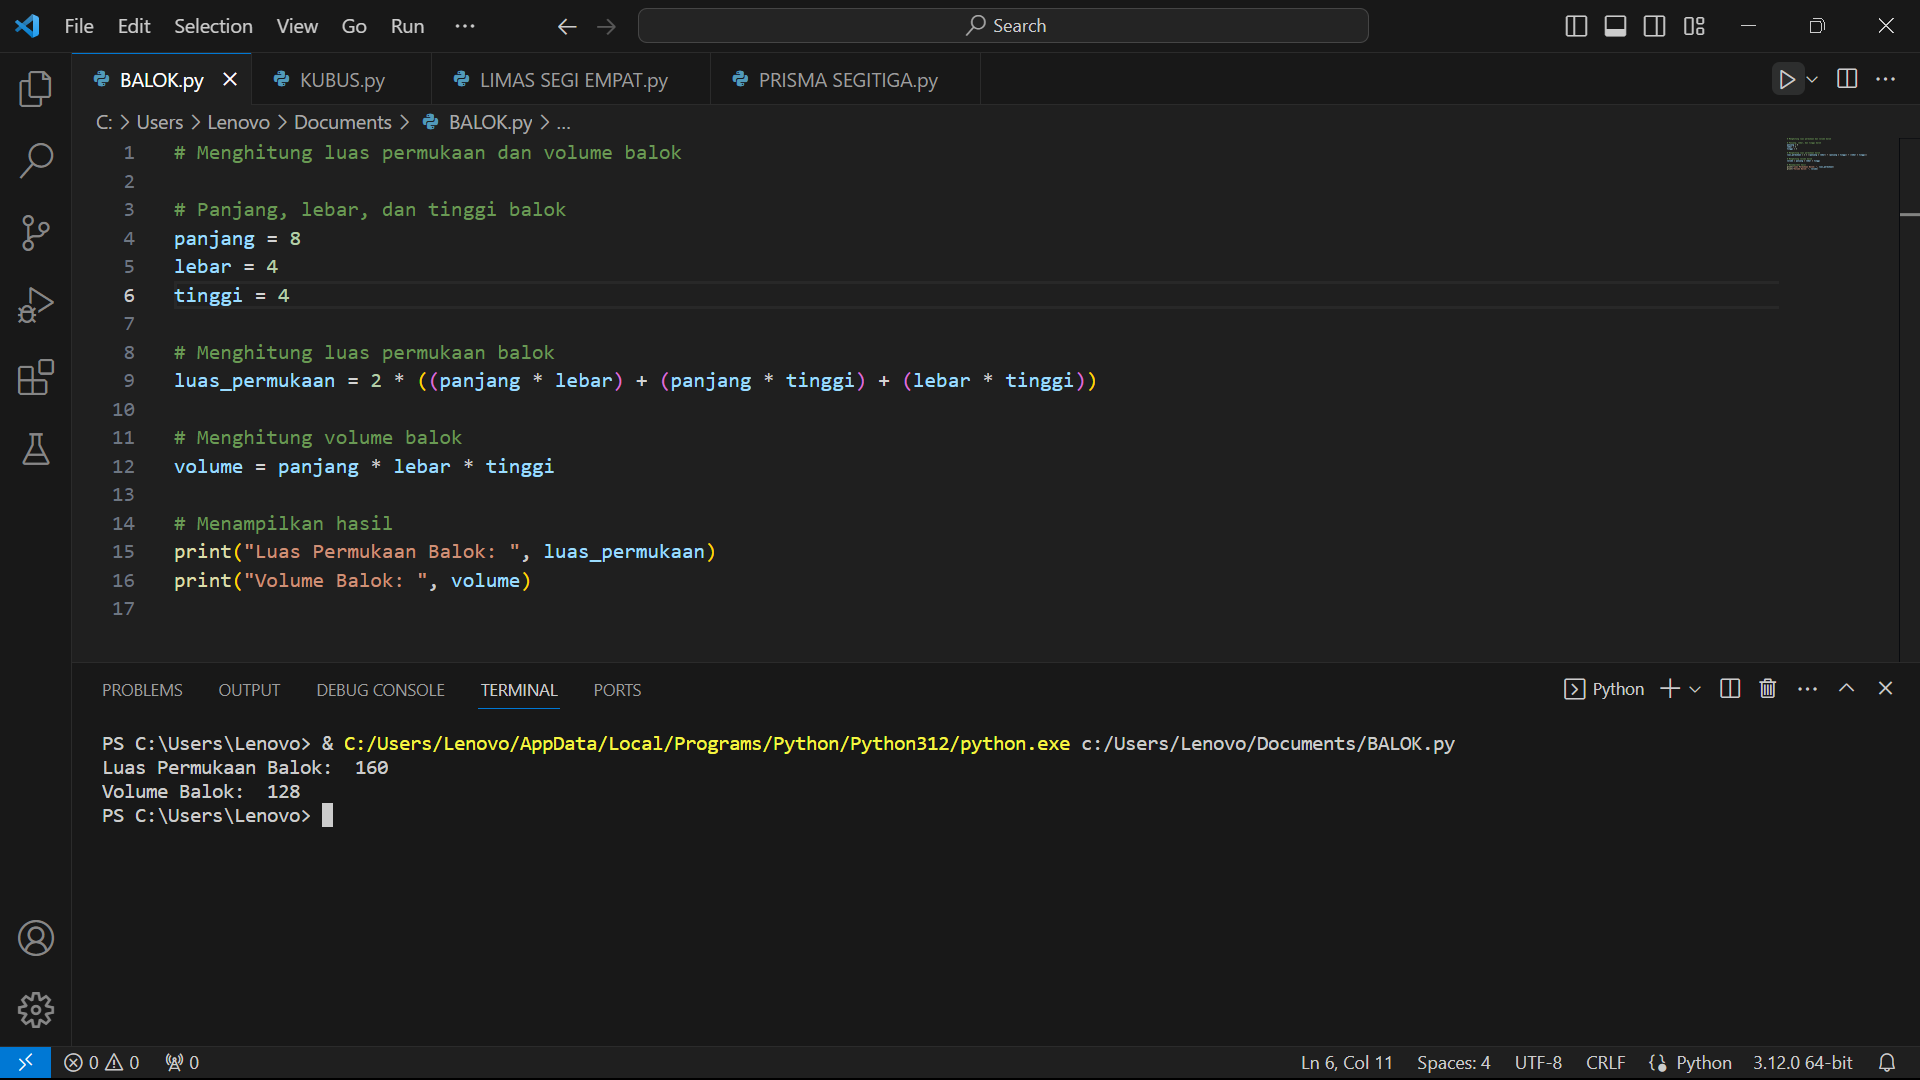 File Edit Selection View Go Run ··· Search
BALOK.py KUBUS.py LIMAS SEGI EMPAT.py PRISMA SEGITIGA.py
C: > Users > Lenovo > Documents > BALOK.py > ...
1 # Menghitung luas permukaan dan volume balok
2
3 # Panjang, lebar, dan tinggi balok
4 panjang = 8
5 lebar = 4
6 tinggi = 4
7
8 # Menghitung luas permukaan balok
9 luas_permukaan = 2 * ((panjang * lebar) + (panjang * tinggi) + (lebar * tinggi))
10
11 # Menghitung volume balok
12 volume = panjang * lebar * tinggi
13
14 # Menampilkan hasil
15 print("Luas Permukaan Balok: ", luas_permukaan)
16 print("Volume Balok: ", volume)
17
PROBLEMS OUTPUT DEBUG CONSOLE TERMINAL PORTS Python
PS C:\Users\Lenovo> & C:/Users/Lenovo/AppData/Local/Programs/Python/Python312/python.exe c:/Users/Lenovo/Documents/BALOK.py
Luas Permukaan Balok:  160
Volume Balok:  128
PS C:\Users\Lenovo>
0 0 0 Ln 6, Col 11 Spaces: 4 UTF-8 CRLF Python 3.12.0 64-bit